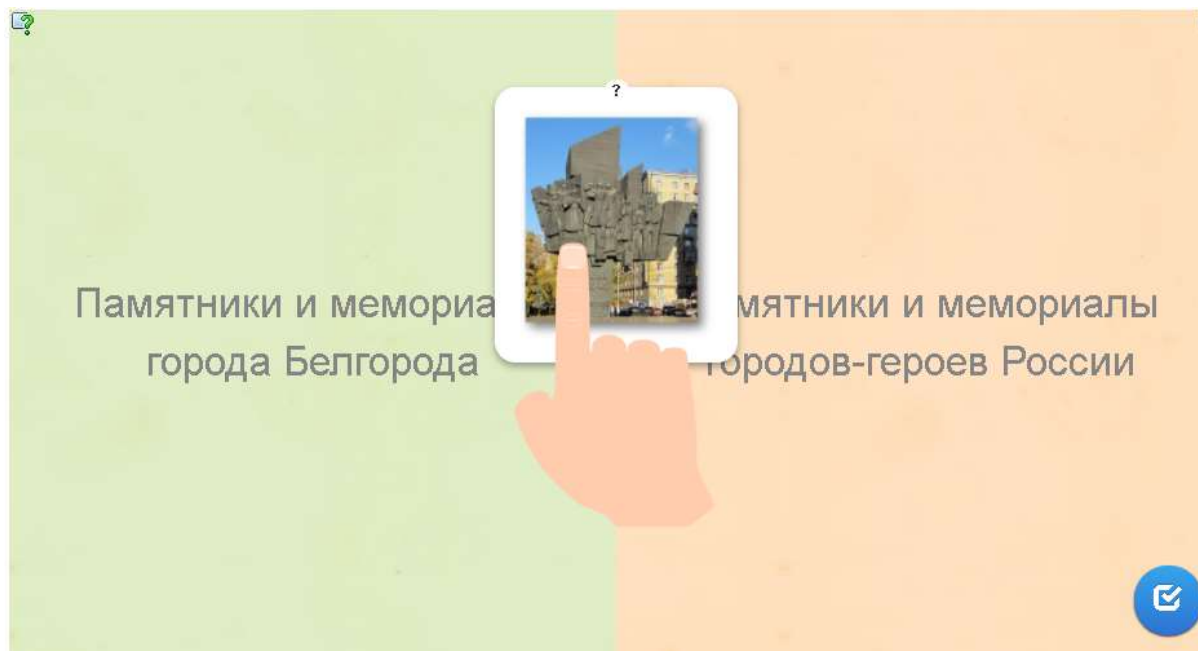 ?
Памятники и мемориа
города Белгорода
мятники и мемориалы
городов-героев России